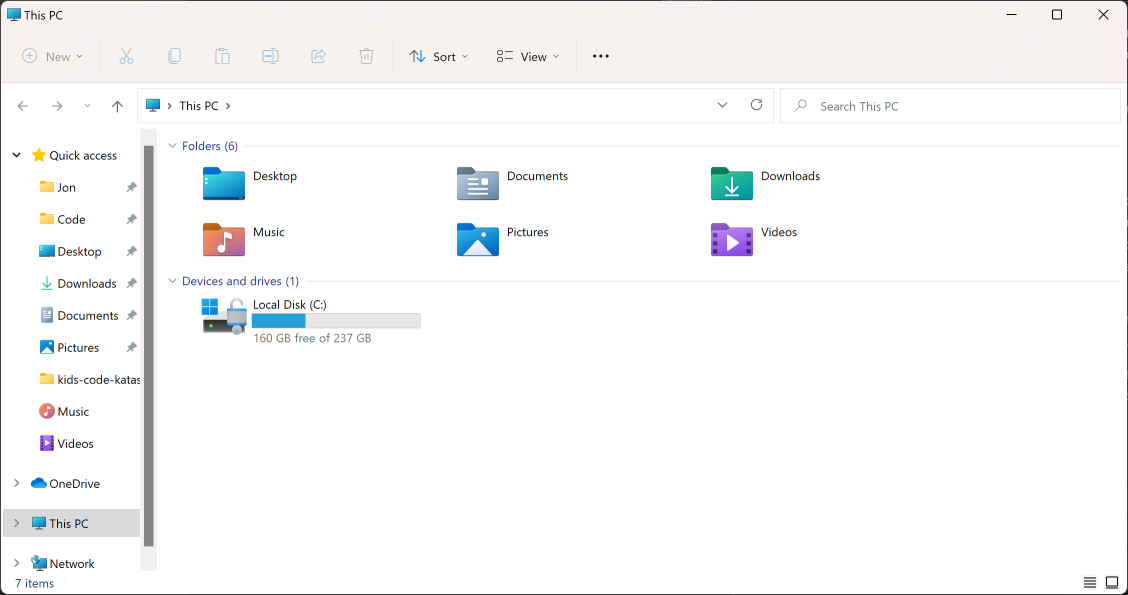 This PC
New
Sort
View
This PC
Search This PC
Quick access
Jon
Code
Desktop
Downloads
Documents
Pictures
kids-code-katas
Music
Videos
OneDrive
This PC
Network
Folders (6)
Desktop
Documents
Downloads
Music
Pictures
Videos
Devices and drives (1)
Local Disk (C:)
160 GB free of 237 GB
7 items